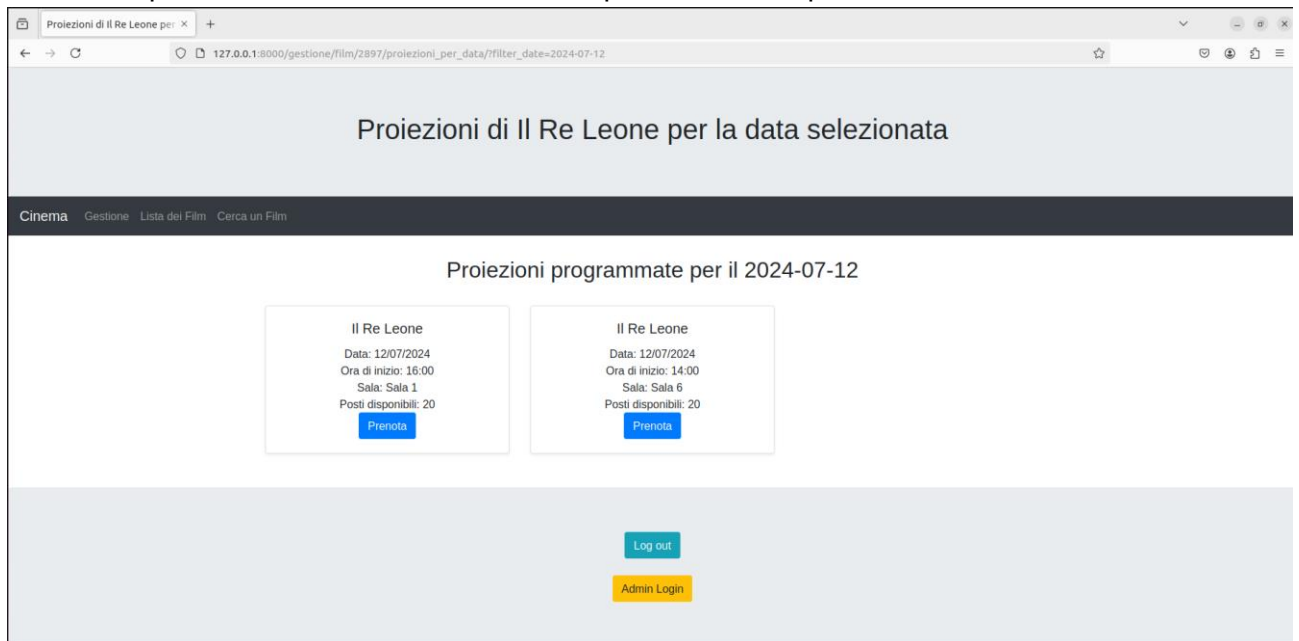 Proiezioni di Il Re Leone per
127.0.0.1:8000/gestione/film/2897/proiezioni_per_data/?filter_date=2024-07-12
Proiezioni di Il Re Leone per la data selezionata
Cinema Gestione Lista dei Film Cerca un Film
Proiezioni programmate per il 2024-07-12
Il Re Leone
Data: 12/07/2024
Ora di inizio: 16:00
Sala: Sala 1
Posti disponibili: 20
Prenota
Il Re Leone
Data: 12/07/2024
Ora di inizio: 14:00
Sala: Sala 6
Posti disponibili: 20
Prenota
Log out
Admin Login